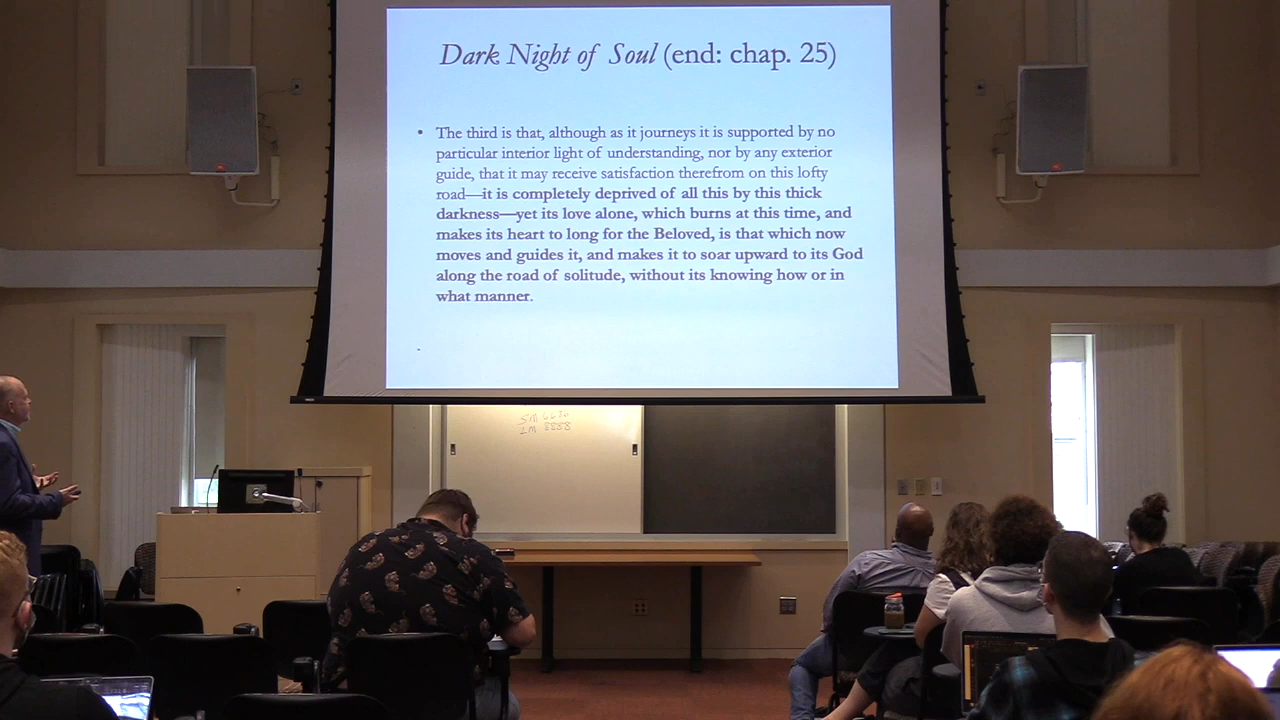 Dark Night of Soul (end: chap. 25)
• The third is that, although as it journeys it is supported by no
particular interior light of understanding, nor by any exterior
guide, that it may receive satisfaction therefrom on this lofty
road—it is completely deprived of all this by this thick
darkness—yet its love alone, which burns at this time, and
makes its heart to long for the Beloved, is that which now
moves and guides it, and makes it to soar upward to its God
along the road of solitude, without its knowing how or in
what manner.
8888